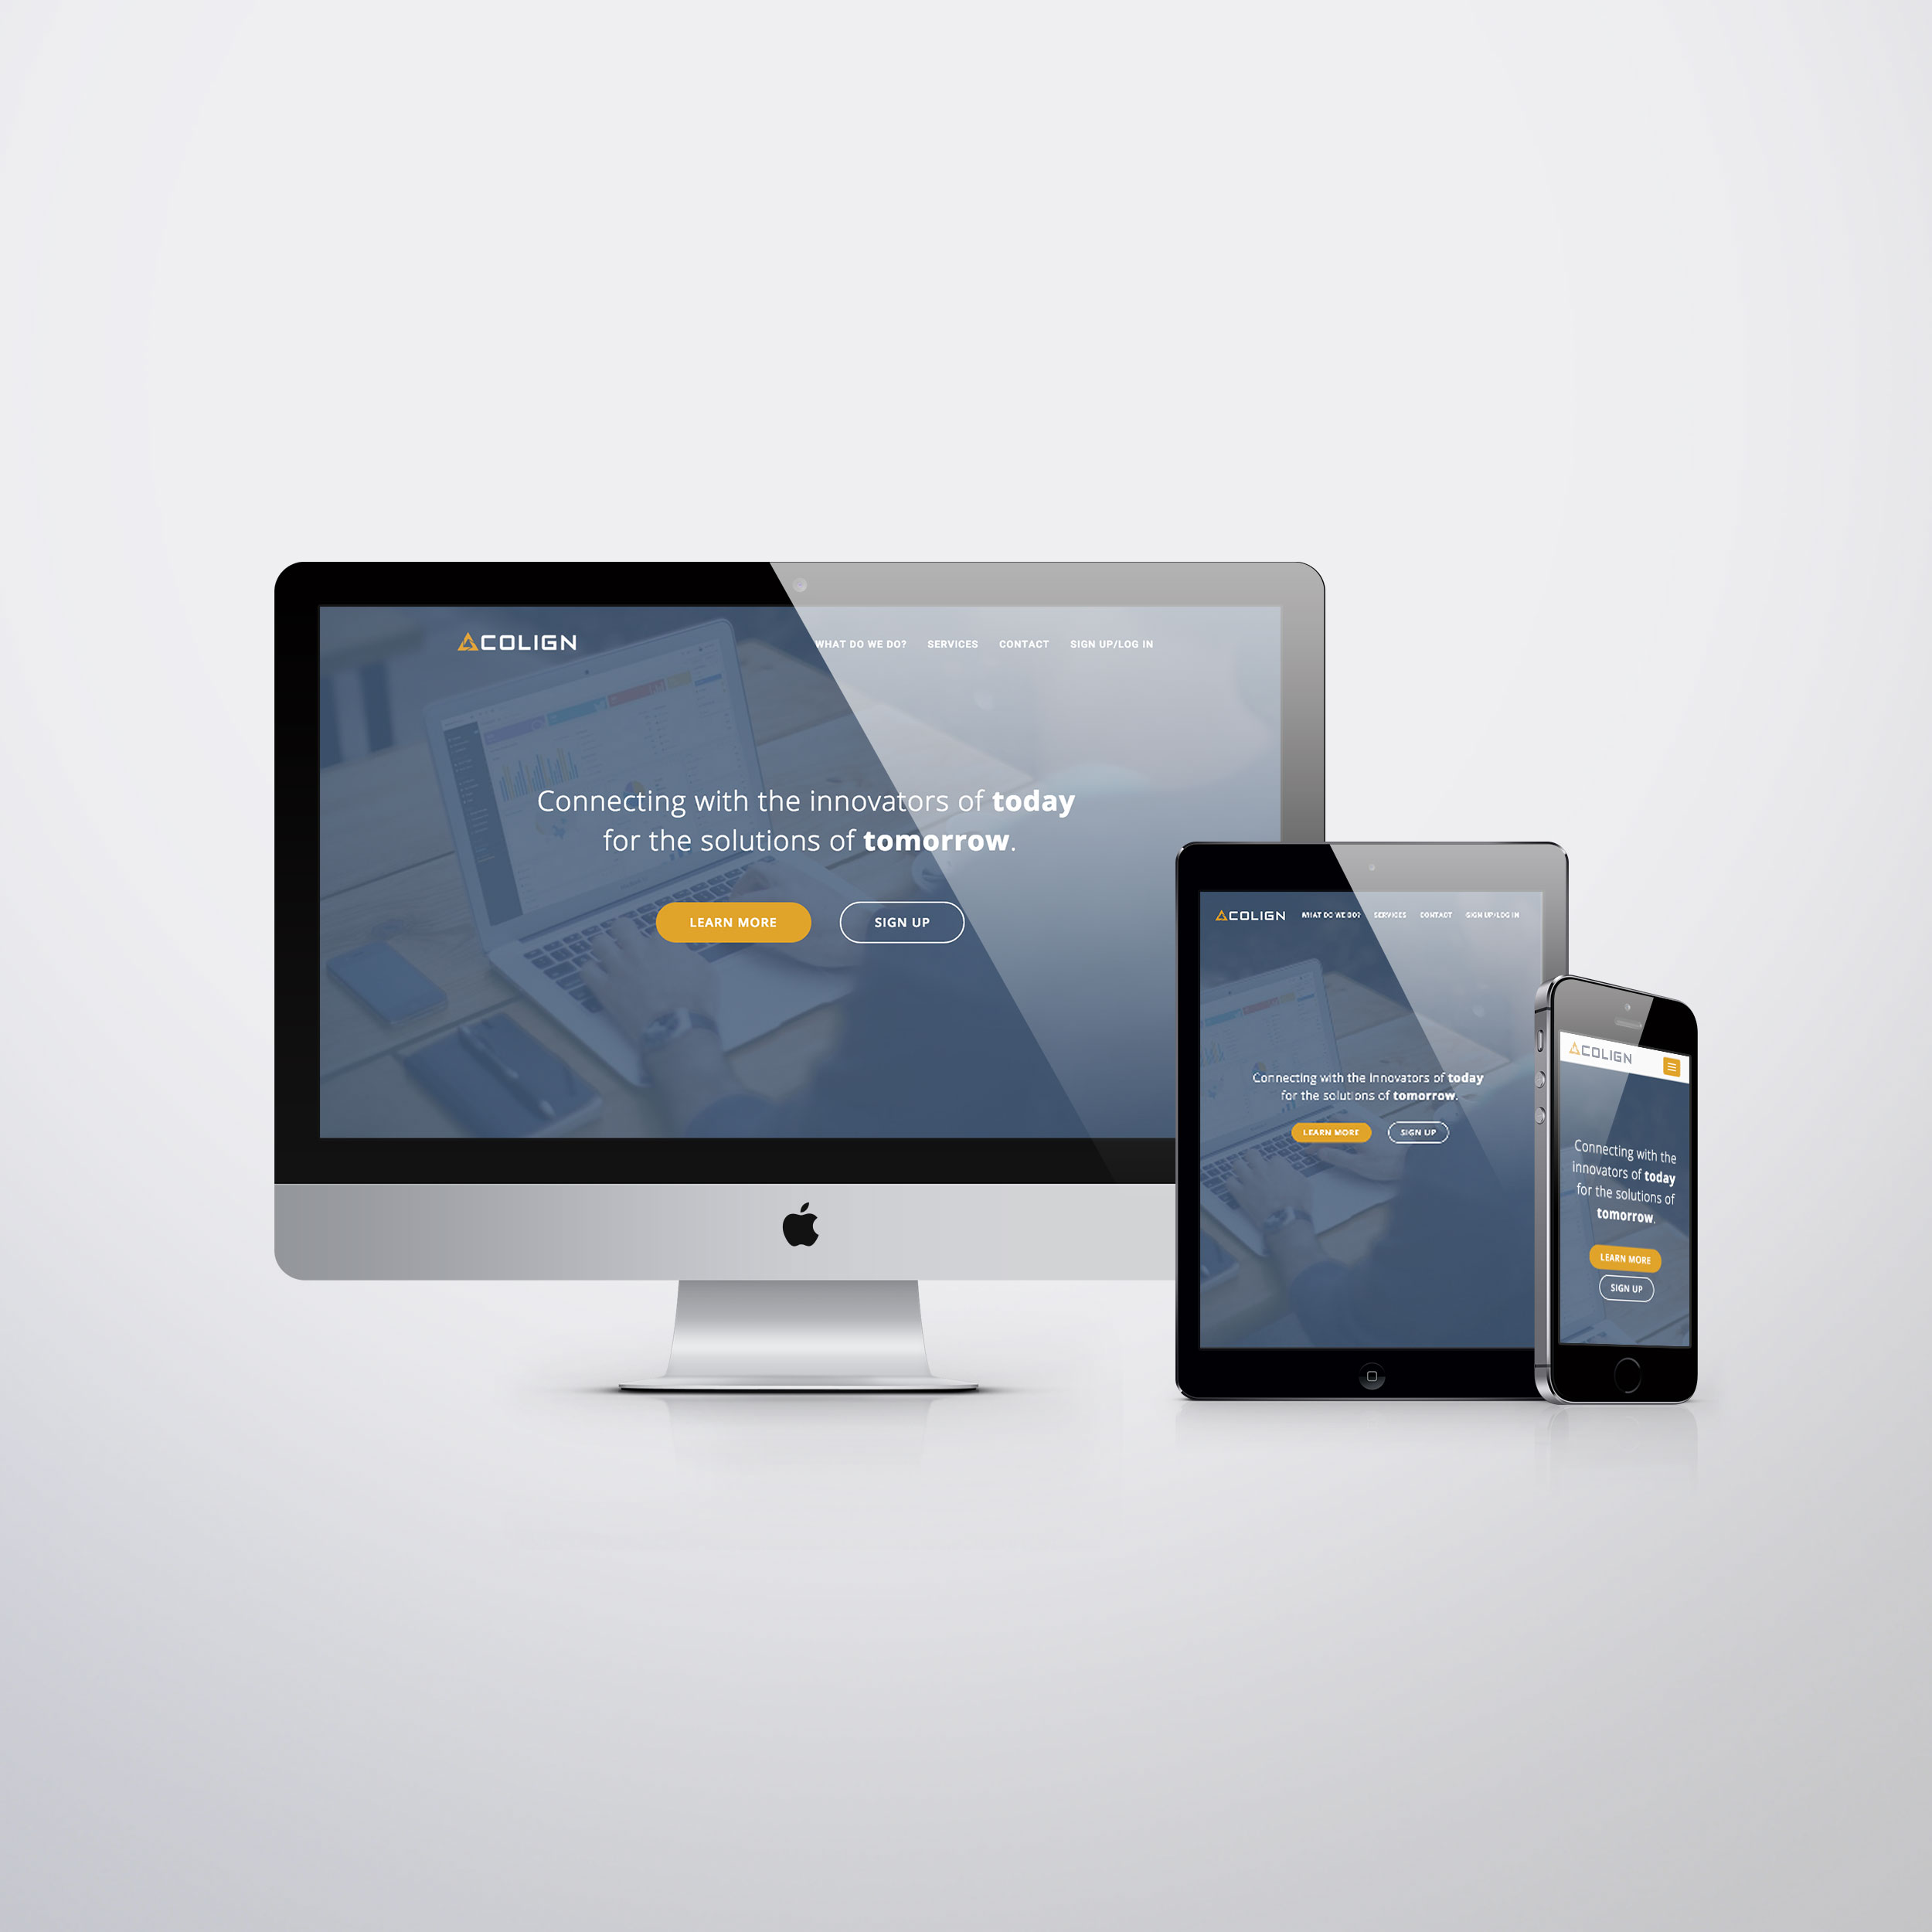 COLIGN
WHAT DO WE DO? SERVICES CONTACT SIGN UP/LOG IN
Connecting with the innovators of today
for the solutions of tomorrow.
LEARN MORE SIGN UP
COLIGN WHAT DO WE DO? SERVICES CONTACT SIGN UP/LOG IN
Connecting with the innovators of today
for the solutions of tomorrow.
LEARN MORE SIGN UP
COLIGN
Connecting with the
innovators of today
for the solutions of
tomorrow.
LEARN MORE
SIGN UP